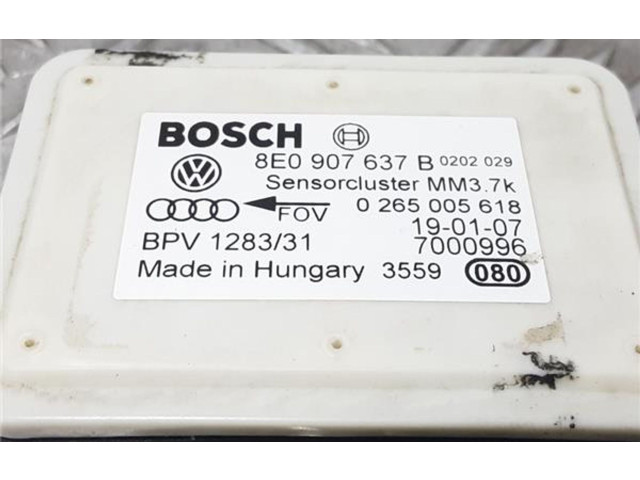 BOSCH
8E0 907 637 B 0202 029
Sensorcluster MM3.7k
FOV 0 265 005 618
19-01-07
BPV 1283/31 7000996
Made in Hungary 3559 080